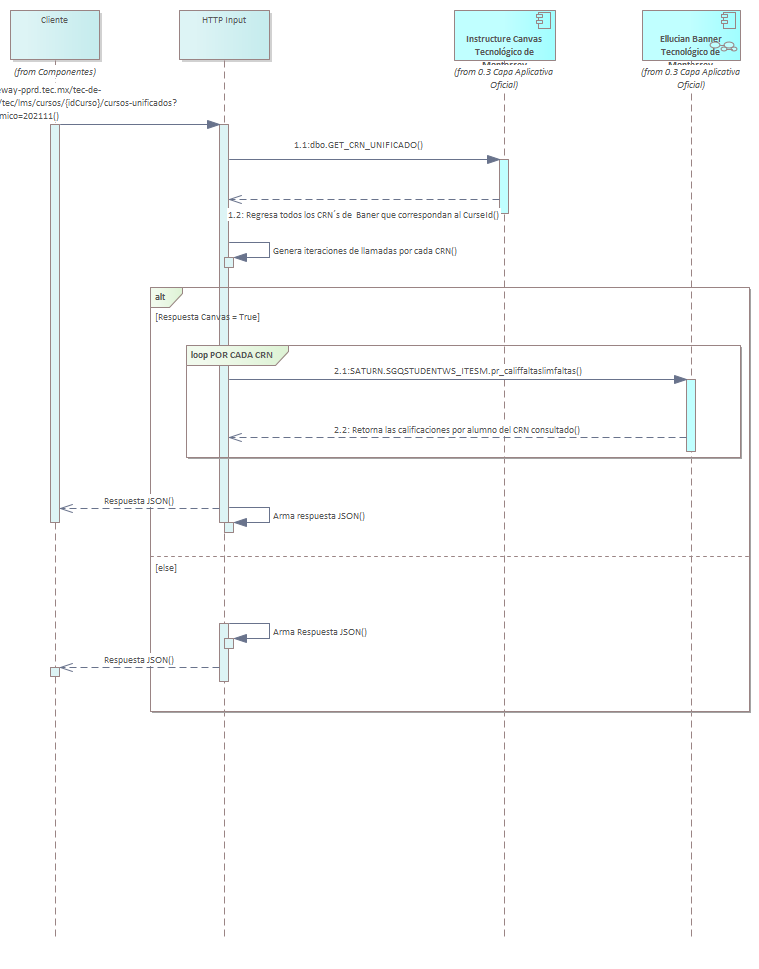 Cliente
HTTP Input
Instructure Canvas
Tecnológico de
Monterrey
Ellucian Banner
Tecnológico de
Monterrey
(from Componentes)
(from 0.3 Capa Aplicativa
Oficial)
(from 0.3 Capa Aplicativa
Oficial)
eway-pprd.tec.mx/tec-de-
/tec/lms/cursos/{idCurso}/cursos-unificados?
mico=202111()
1.1:dbo.GET_CRN_UNIFICADO()
1.2: Regresa todos los CRN´s de Baner que correspondan al CurseId()
Genera iteraciones de llamadas por cada CRN()
alt
[Respuesta Canvas = True]
loop POR CADA CRN
2.1:SATURN.SGQSTUDENTWS_ITESM.pr_califfaltaslimfaltas()
2.2: Retorna las calificaciones por alumno del CRN consultado()
Respuesta JSON()
Arma respuesta JSON()
[else]
Arma Respuesta JSON()
Respuesta JSON()